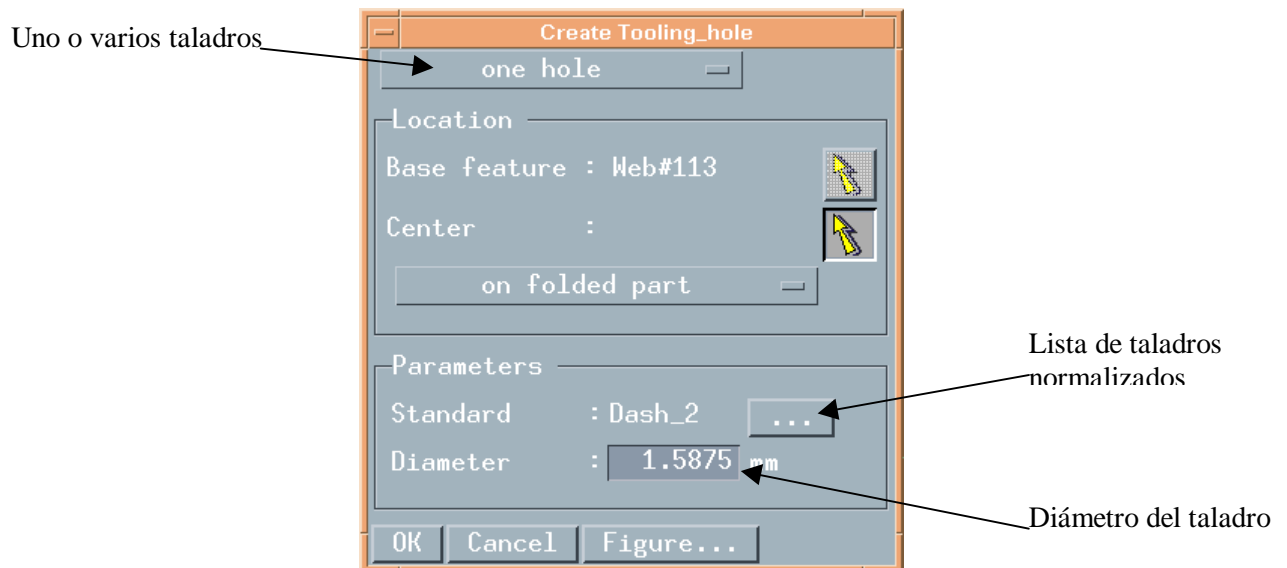 Create Tooling_hole
Uno o varios taladros
one hole
Location
Base feature : Web#113
Center :
on folded part
Lista de taladros
normalizados
Parameters
Standard : Dash_2 ...
Diameter : 1.5875 mm
Diámetro del taladro
OK Cancel Figure...